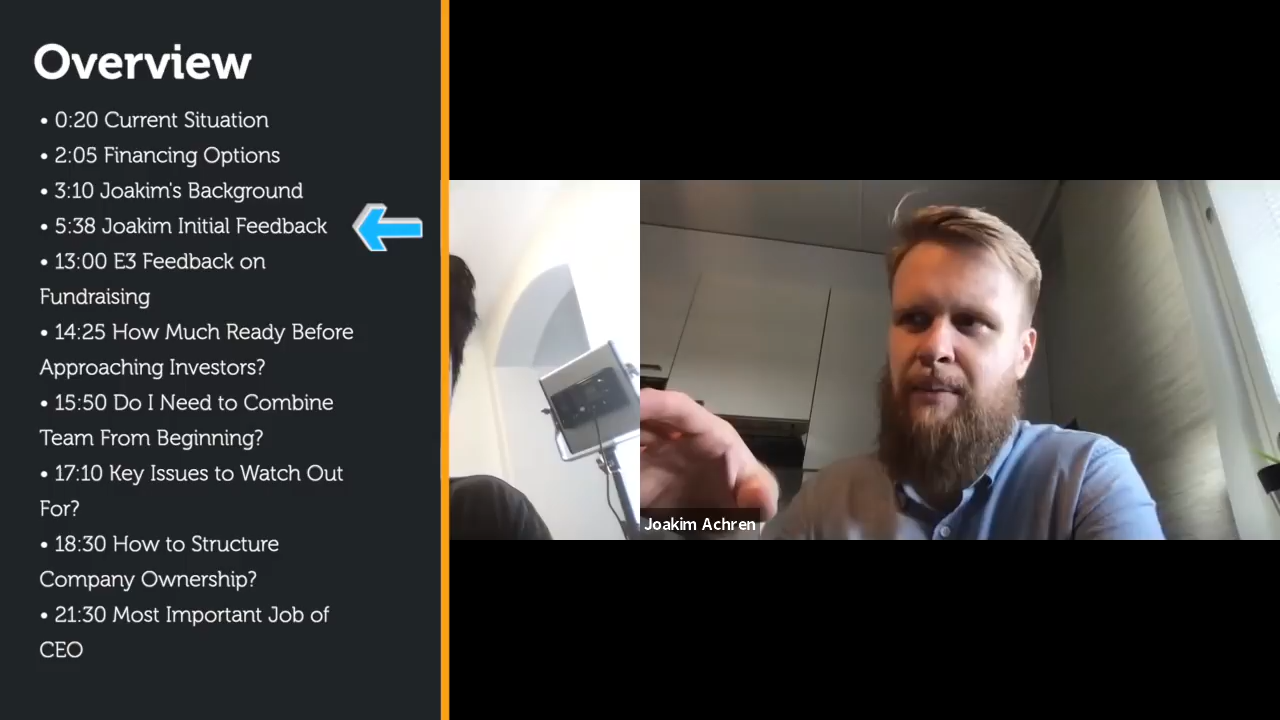 Overview
• 0:20 Current Situation
• 2:05 Financing Options
• 3:10 Joakim's Background
• 5:38 Joakim Initial Feedback
• 13:00 E3 Feedback on
Fundraising
• 14:25 How Much Ready Before
Approaching Investors?
• 15:50 Do I Need to Combine
Team From Beginning?
• 17:10 Key Issues to Watch Out
For?
• 18:30 How to Structure
Company Ownership?
• 21:30 Most Important Job of
CEO
Joakim Achren